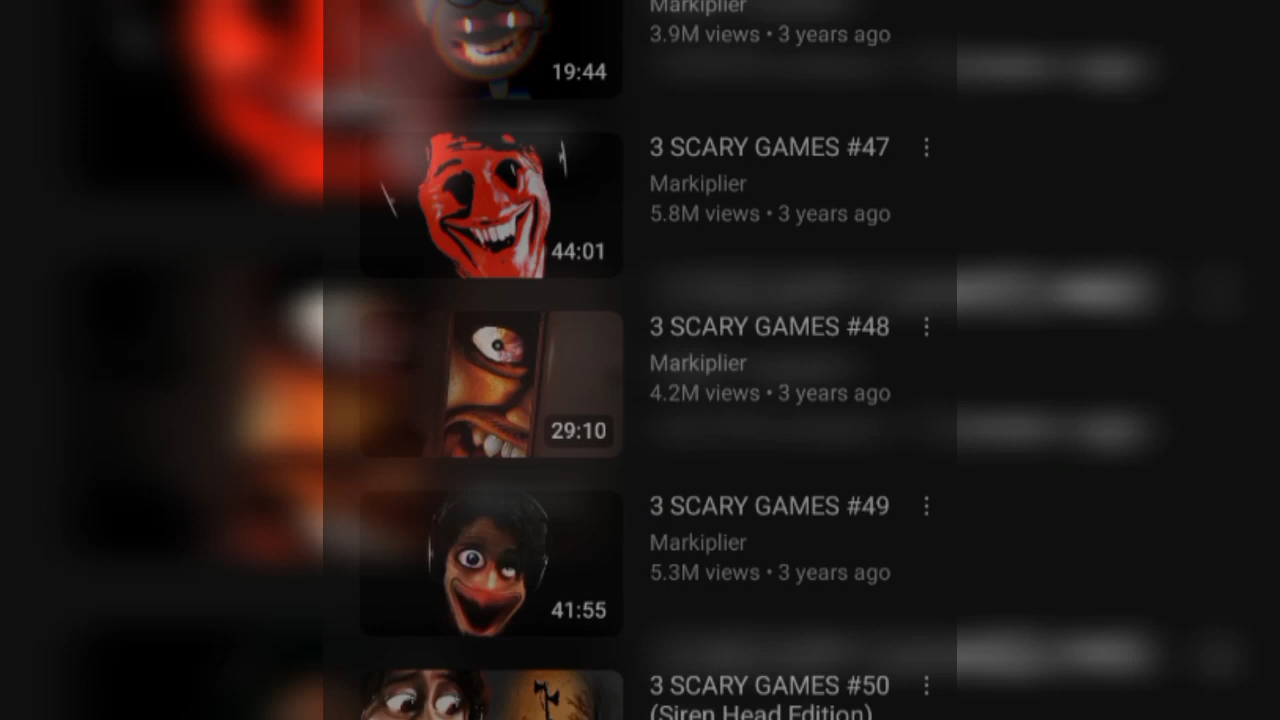 Markiplier
3.9M views • 3 years ago
19:44
3 SCARY GAMES #47
Markiplier
5.8M views • 3 years ago
44:01
3 SCARY GAMES #48
Markiplier
4.2M views • 3 years ago
29:10
3 SCARY GAMES #49
Markiplier
5.3M views • 3 years ago
41:55
3 SCARY GAMES #50
(Siren Head Edition)